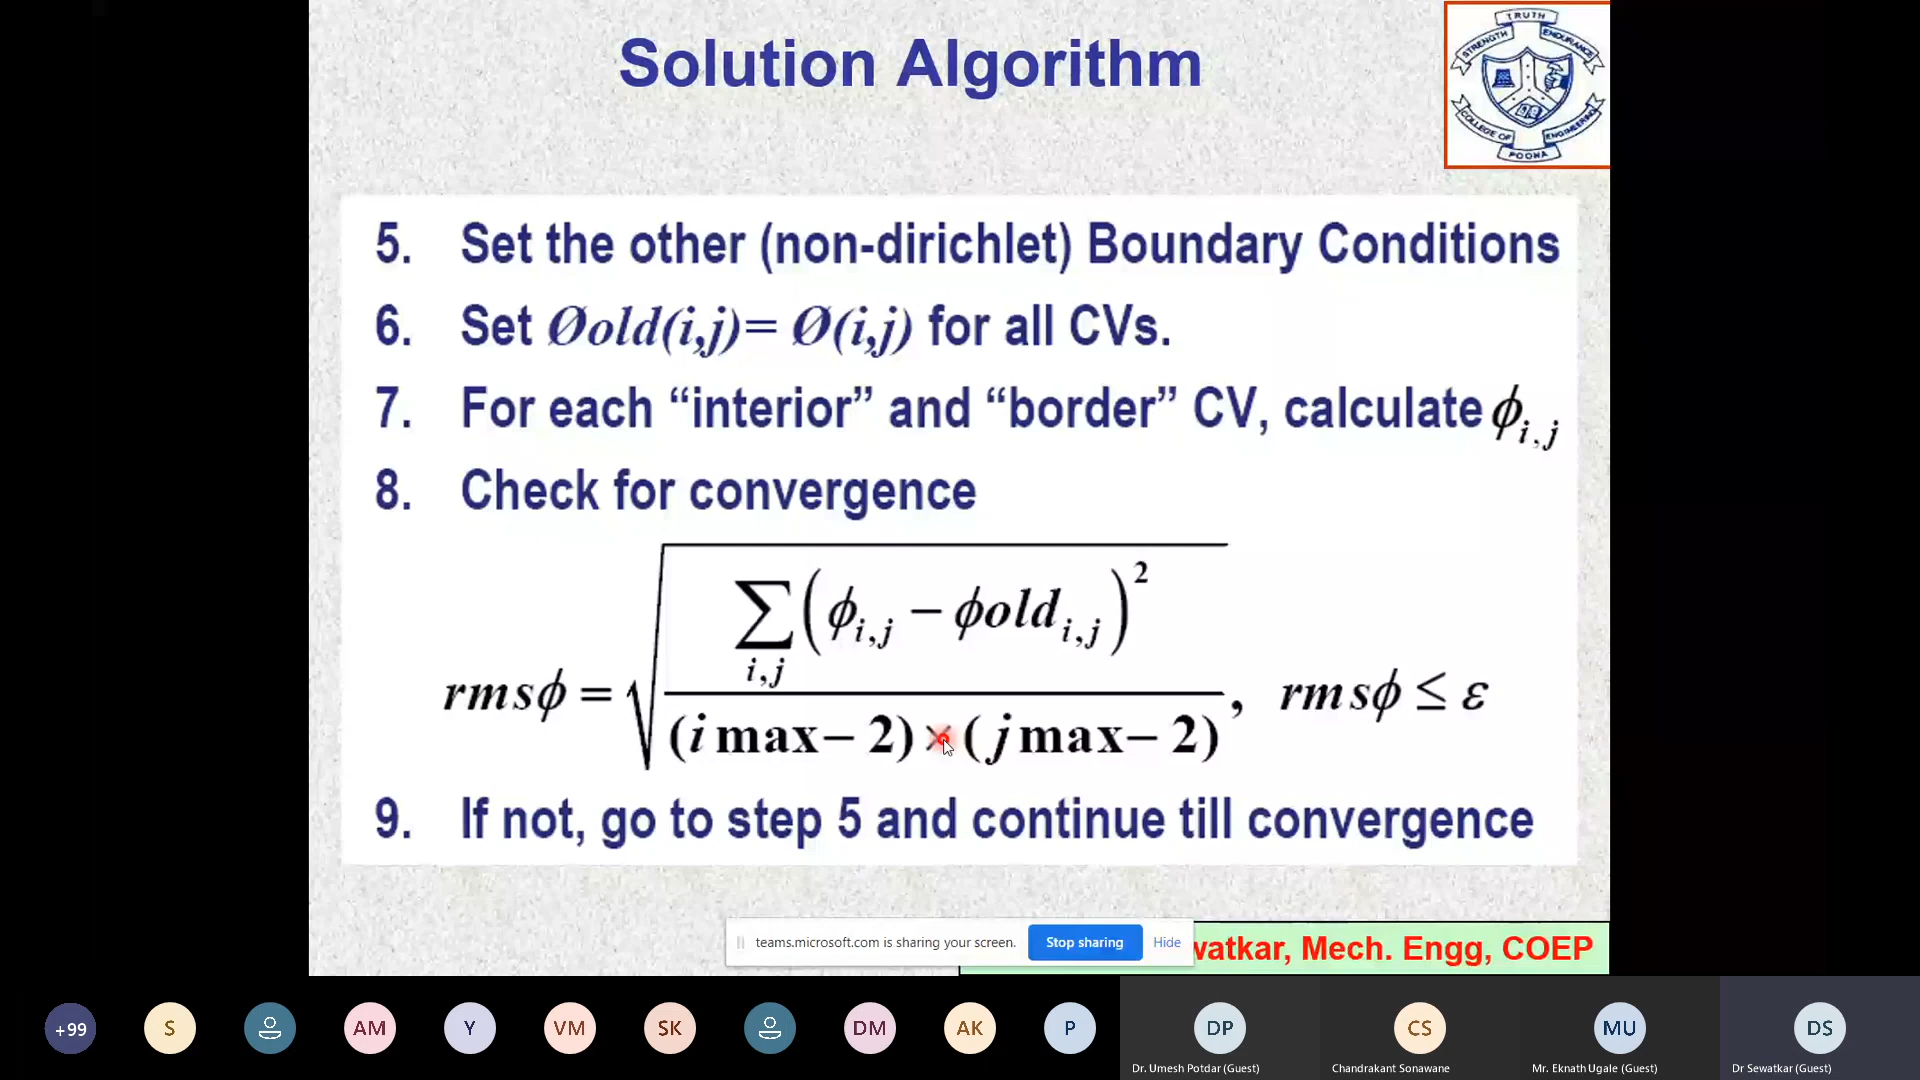 Solution Algorithm
TRUTH
STRENGTH
ENDURANCE
COLLEGE OF
ENGINEERING
POONA
5. Set the other (non-dirichlet) Boundary Conditions
6. Set Øold(i,j)= Ø(i,j) for all CVs.
7. For each “interior” and “border” CV, calculate ϕ_{i,j}
8. Check for convergence
rmsϕ = √( ∑_{i,j} (ϕ_{i,j} − ϕold_{i,j})² / (i max− 2)×(j max− 2) ), rmsϕ ≤ ε
9. If not, go to step 5 and continue till convergence
teams.microsoft.com is sharing your screen. Stop sharing Hide
watkar, Mech. Engg, COEP
+99 S AM Y VM SK DM AK P DP CS MU DS
Dr. Umesh Potdar (Guest) Chandrakant Sonawane Mr. Eknath Ugale (Guest) Dr Sewatkar (Guest)